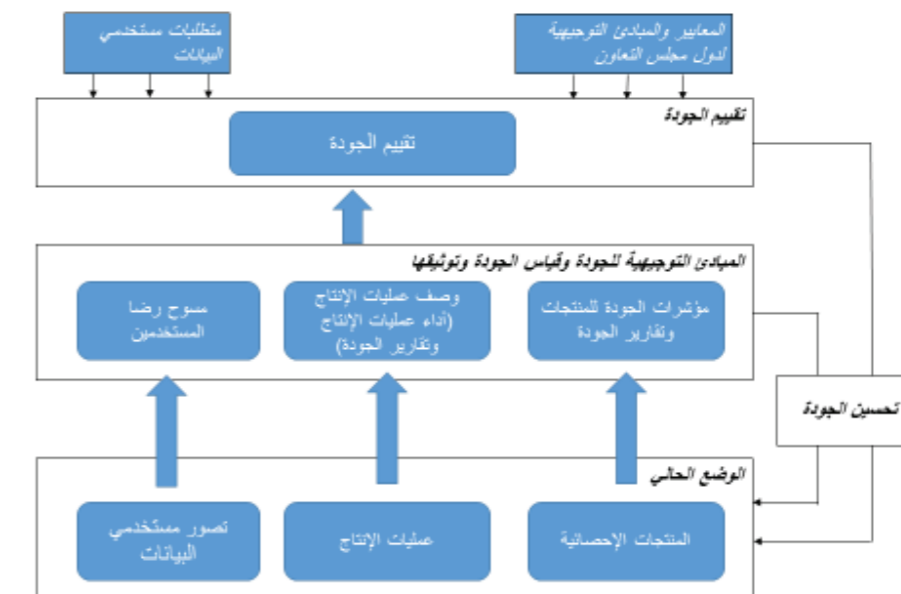 المعايير والمبادئ التوجيهية
لدول مجلس التعاون
متطلبات مستخدمي
البيانات
تقييم الجودة
تقييم الجودة
المبادئ التوجيهية للجودة وقياس الجودة وتوثيقها
مؤشرات الجودة للمنتجات
وتقارير الجودة
وصف عمليات الإنتاج
(أداء عمليات الإنتاج
وتقارير الجودة)
مسوح رضا
المستخدمين
تحسين الجودة
الوضع الحالي
المنتجات الإحصائية
عمليات الإنتاج
تصور مستخدمي
البيانات